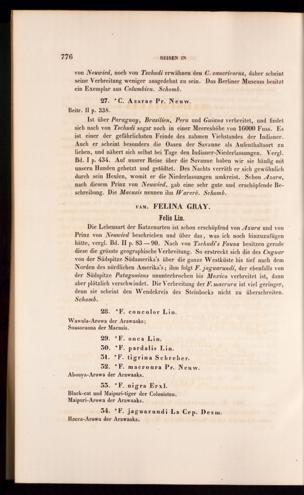 776 REISEN IN
von Neuwied, noch von Tschudi erwähnen den C. cancrivorus, daher scheint
seine Verbreitung weniger ausgedehnt zu sein. Das Berliner Museum besitzt
ein Exemplar aus Columbien. Schomb.
27. *C. Azarae Pr. Neuw.
Beitr. II p. 338.
Ist über Paraguay, Brasilien, Peru und Guiana verbreitet, und findet
sich nach von Tschudi sogar noch in einer Meereshöhe von 16000 Fuss. Es
ist einer der gefährlichsten Feinde des zahmen Viehstandes der Indianer.
Auch er scheint besonders die Oasen der Savanne als Aufenthaltsort zu
lieben, und nähert sich selbst bei Tage den Indianer-Niederlassungen. Vergl.
Bd. I p. 434. Auf unsrer Reise über die Savanne haben wir sie häufig mit
unseren Hunden gehetzt und getödtet. Des Nachts verräth er sich gewöhnlich
durch sein Heulen, womit er die Niederlassungen umkreist. Schon Azara,
nach diesem Prinz von Neuwied, gab eine sehr gute und erschöpfende Be-
schreibung. Die Macusis nennen ihn Warerè. Schomb.
FAM. FELINA GRAY.
Felis Lin.
Die Lebensart der Katzenarten ist schon erschöpfend von Azara und von
Prinz von Neuwied beschrieben und über das, was ich noch hinzuzufügen
hätte, vergl. Bd. II p. 83—90. Nach von Tschudi's Fauna besitzen gerade
diese die grösste geographische Verbreitung. So erstreckt sich die des Cuguar
von der Südspitze Südamerika's über die ganze Westküste bis tief nach dem
Norden des nördlichen Amerika's; ihm folgt F. jaguarundi, der ebenfalls von
der Südspitze Patagoniens ununterbrochen bis Mexico verbreitet ist, dann
aber plötzlich verschwindet. Die Verbreitung der F. macrura ist viel geringer,
denn sie scheint den Wendekreis des Steinbocks nicht zu überschreiten.
Schomb.
28. *F. concolor Lin.
Wawula-Arowa der Arawaaks;
Soasoranna der Macusis.
29. *F. onca Lin.
30. *F. pardalis Lin.
31. *F. tigrina Schreber.
32. *F. macroura Pr. Neuw.
Abouya-Arowa der Arawaaks.
33. *F. nigra Erxl.
Black-cat und Maipuri-tiger der Colonisten.
Maipuri-Arowa der Arawaaks.
34. *F. jaguarundi La Cep. Desm.
Hacca-Arowa der Arawaaks.